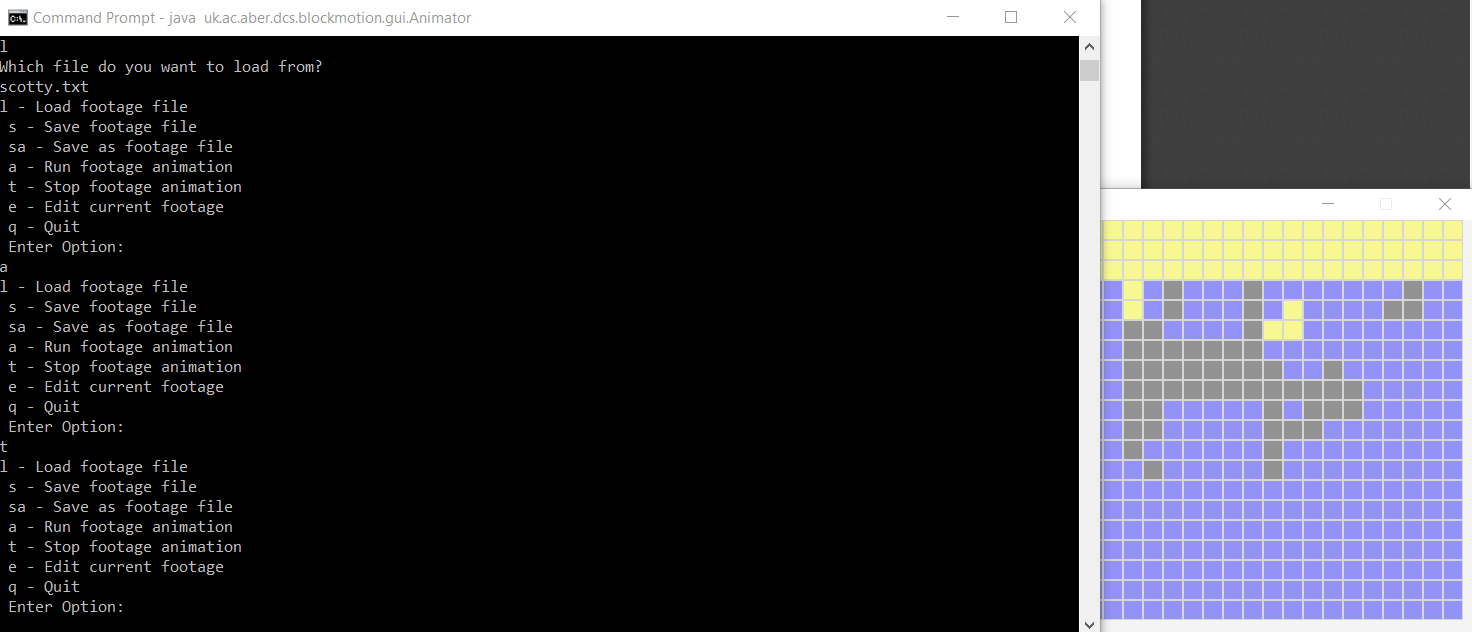 Command Prompt - java  uk.ac.aber.dcs.blockmotion.gui.Animator
l
Which file do you want to load from?
scotty.txt
l - Load footage file
 s - Save footage file
 sa - Save as footage file
 a - Run footage animation
 t - Stop footage animation
 e - Edit current footage
 q - Quit
 Enter Option:
a
l - Load footage file
 s - Save footage file
 sa - Save as footage file
 a - Run footage animation
 t - Stop footage animation
 e - Edit current footage
 q - Quit
 Enter Option:
t
l - Load footage file
 s - Save footage file
 sa - Save as footage file
 a - Run footage animation
 t - Stop footage animation
 e - Edit current footage
 q - Quit
 Enter Option: